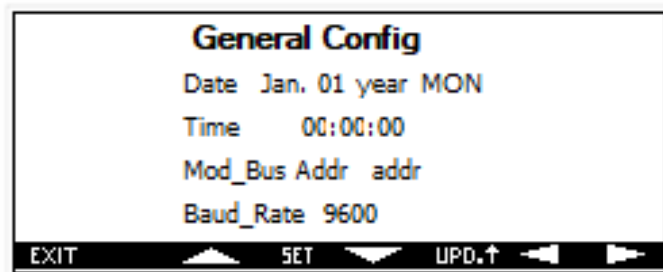 General Config
Date Jan. 01 year MON
Time 00:00:00
Mod_Bus Addr addr
Baud_Rate 9600
EXIT SET UPD.↑